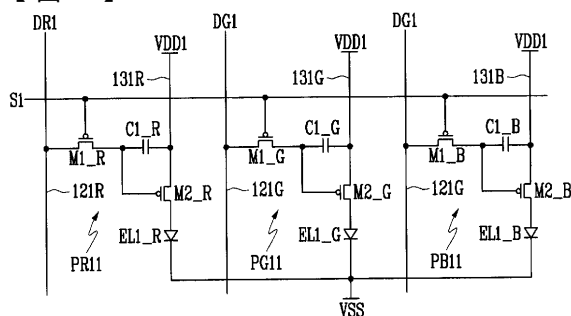 DR1 DG1 DG1
VDD1 VDD1 VDD1
131R 131G 131B
S1
C1_R C1_G C1_B
M1_R M1_G M1_B
121R M2_R 121G M2_G 121G M2_B
EL1_R EL1_G EL1_B
PR11 PG11 PB11
VSS